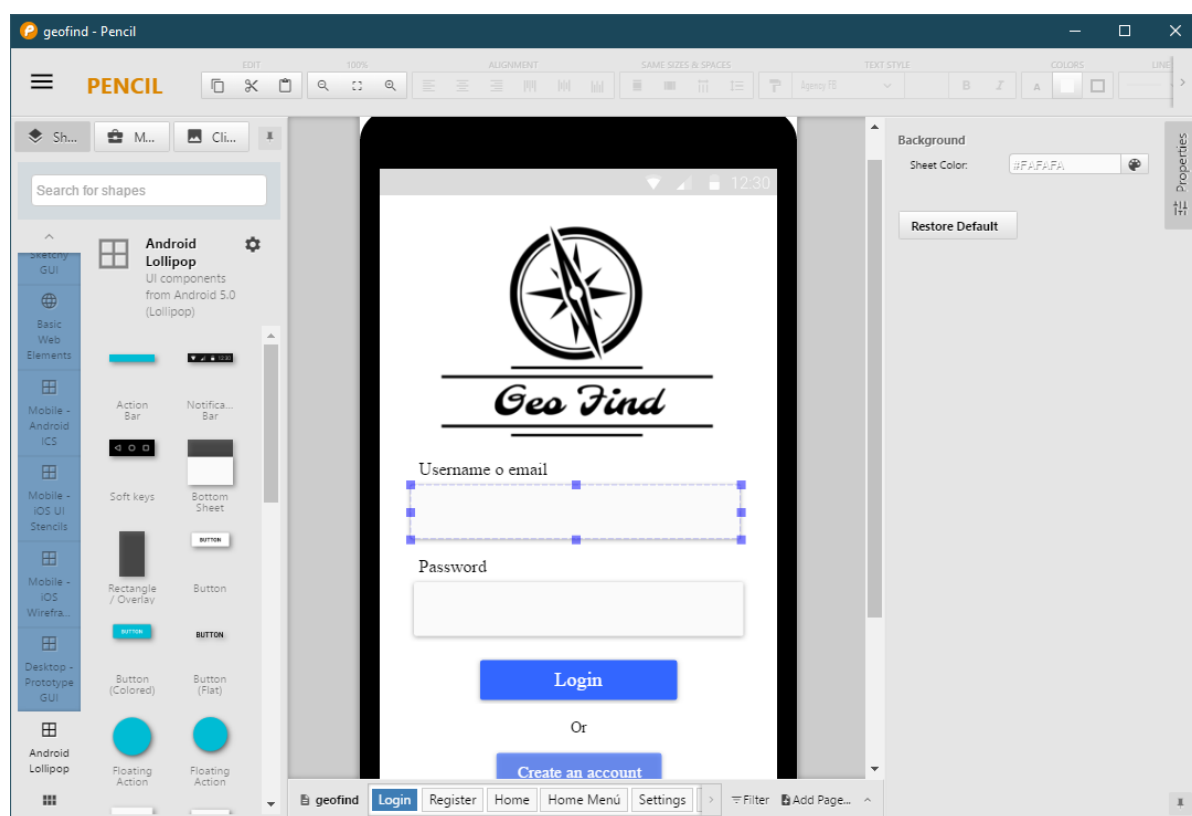 geofind - Pencil
PENCIL
EDIT
100%
ALIGNMENT
SAME SIZES & SPACES
TEXT STYLE
COLORS
LINE
Agency FB
B
I
A
Sh...
M...
Cli...
Search for shapes
Sketchy
GUI
Basic
Web
Elements
Mobile -
Android
ICS
Mobile -
iOS UI
Stencils
Mobile -
iOS
Wirefra...
Desktop -
Prototype
GUI
Android
Lollipop
Android
Lollipop
UI components
from Android 5.0
(Lollipop)
Action
Bar
12:30
Notifica...
Bar
Soft keys
Bottom
Sheet
Rectangle
/ Overlay
BUTTON
Button
BUTTON
Button
(Colored)
BUTTON
Button
(Flat)
Floating
Action
Floating
Action
12:30
Geo Find
Username o email
Password
Login
Or
Create an account
geofind
Login
Register
Home
Home Menú
Settings
Filter
Add Page...
Background
Sheet Color:
#FAFAFA
Restore Default
Properties